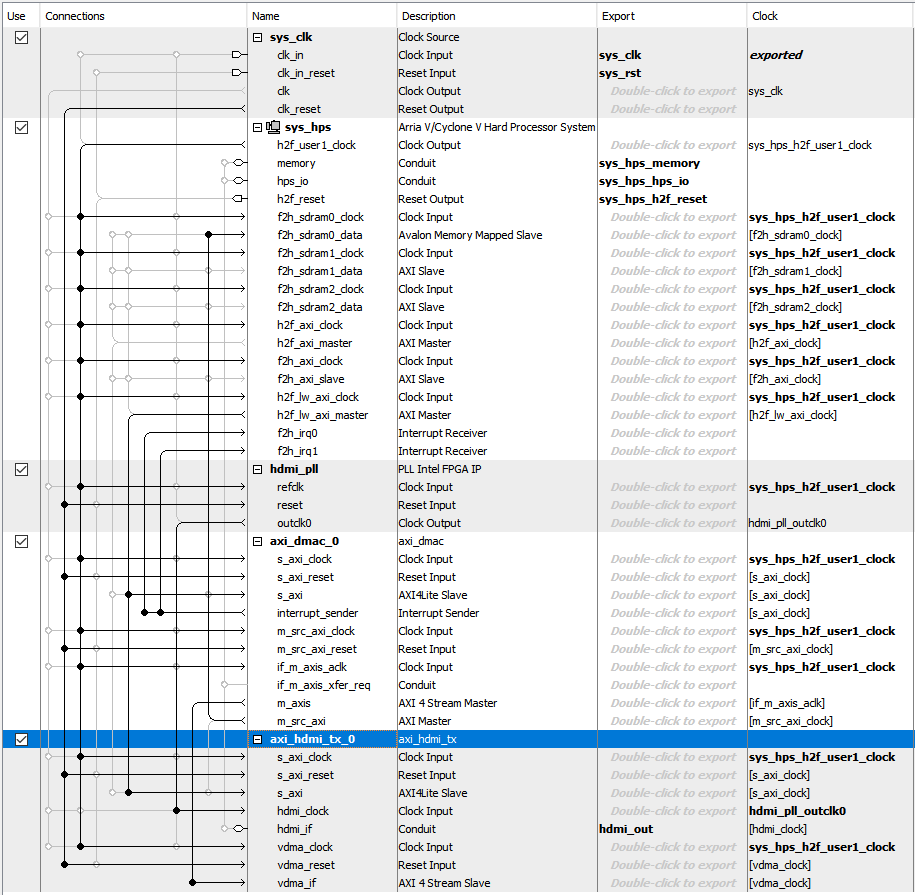 Use Connections Name Description Export Clock
sys_clk Clock Source
clk_in Clock Input sys_clk exported
clk_in_reset Reset Input sys_rst
clk Clock Output Double-click to export sys_clk
clk_reset Reset Output Double-click to export
sys_hps Arria V/Cyclone V Hard Processor System
h2f_user1_clock Clock Output Double-click to export sys_hps_h2f_user1_clock
memory Conduit sys_hps_memory
hps_io Conduit sys_hps_hps_io
h2f_reset Reset Output sys_hps_h2f_reset
f2h_sdram0_clock Clock Input Double-click to export sys_hps_h2f_user1_clock
f2h_sdram0_data Avalon Memory Mapped Slave Double-click to export [f2h_sdram0_clock]
f2h_sdram1_clock Clock Input Double-click to export sys_hps_h2f_user1_clock
f2h_sdram1_data AXI Slave Double-click to export [f2h_sdram1_clock]
f2h_sdram2_clock Clock Input Double-click to export sys_hps_h2f_user1_clock
f2h_sdram2_data AXI Slave Double-click to export [f2h_sdram2_clock]
h2f_axi_clock Clock Input Double-click to export sys_hps_h2f_user1_clock
h2f_axi_master AXI Master Double-click to export [h2f_axi_clock]
f2h_axi_clock Clock Input Double-click to export sys_hps_h2f_user1_clock
f2h_axi_slave AXI Slave Double-click to export [f2h_axi_clock]
h2f_lw_axi_clock Clock Input Double-click to export sys_hps_h2f_user1_clock
h2f_lw_axi_master AXI Master Double-click to export [h2f_lw_axi_clock]
f2h_irq0 Interrupt Receiver Double-click to export
f2h_irq1 Interrupt Receiver Double-click to export
hdmi_pll PLL Intel FPGA IP
refclk Clock Input Double-click to export sys_hps_h2f_user1_clock
reset Reset Input Double-click to export
outclk0 Clock Output Double-click to export hdmi_pll_outclk0
axi_dmac_0 axi_dmac
s_axi_clock Clock Input Double-click to export sys_hps_h2f_user1_clock
s_axi_reset Reset Input Double-click to export [s_axi_clock]
s_axi AXI4Lite Slave Double-click to export [s_axi_clock]
interrupt_sender Interrupt Sender Double-click to export [s_axi_clock]
m_src_axi_clock Clock Input Double-click to export sys_hps_h2f_user1_clock
m_src_axi_reset Reset Input Double-click to export [m_src_axi_clock]
if_m_axis_aclk Clock Input Double-click to export sys_hps_h2f_user1_clock
if_m_axis_xfer_req Conduit Double-click to export
m_axis AXI 4 Stream Master Double-click to export [if_m_axis_aclk]
m_src_axi AXI Master Double-click to export [m_src_axi_clock]
axi_hdmi_tx_0 axi_hdmi_tx
s_axi_clock Clock Input Double-click to export sys_hps_h2f_user1_clock
s_axi_reset Reset Input Double-click to export [s_axi_clock]
s_axi AXI4Lite Slave Double-click to export [s_axi_clock]
hdmi_clock Clock Input Double-click to export hdmi_pll_outclk0
hdmi_if Conduit hdmi_out [hdmi_clock]
vdma_clock Clock Input Double-click to export sys_hps_h2f_user1_clock
vdma_reset Reset Input Double-click to export [vdma_clock]
vdma_if AXI 4 Stream Slave Double-click to export [vdma_clock]